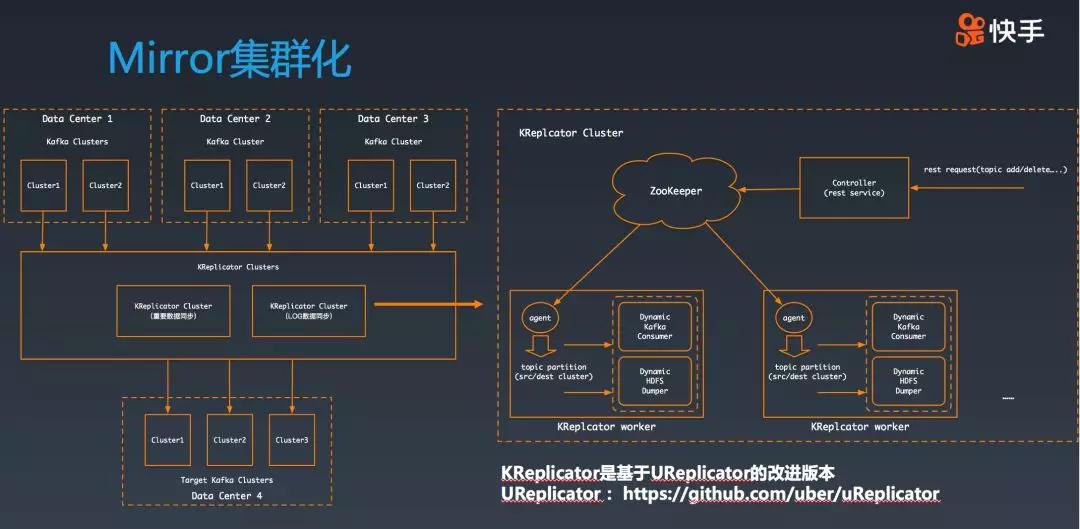 快手
Mirror集群化
Data Center 1
Kafka Clusters
Cluster1
Cluster2
Data Center 2
Kafka Cluster
Cluster1
Cluster2
Data Center 3
Kafka Cluster
Cluster1
Cluster2
KReplicator Clusters
KReplicator Cluster
(重要数据同步)
KReplicator Cluster
(LOG数据同步)
Cluster1
Cluster2
Cluster3
Target Kafka Clusters
Data Center 4
KReplcator Cluster
ZooKeeper
Controller
(rest service)
rest request(topic add/delete....)
agent
topic partition
(src/dest cluster)
Dynamic
Kafka
Consumer
Dynamic
HDFS
Dumper
KReplcator worker
agent
topic partition
(src/dest cluster)
Dynamic
Kafka
Consumer
Dynamic
HDFS
Dumper
KReplcator worker
……
KReplicator是基于UReplicator的改进版本
UReplicator： https://github.com/uber/uReplicator